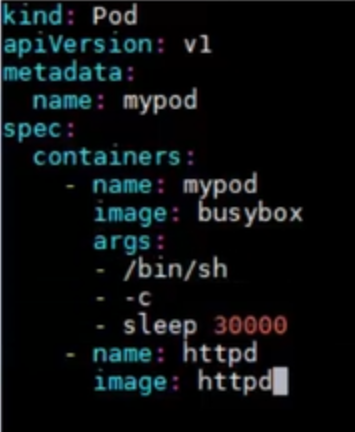 kind: Pod
apiVersion: v1
metadata:
  name: mypod
spec:
  containers:
    - name: mypod
      image: busybox
      args:
      - /bin/sh
      - -c
      - sleep 30000
    - name: httpd
      image: httpd